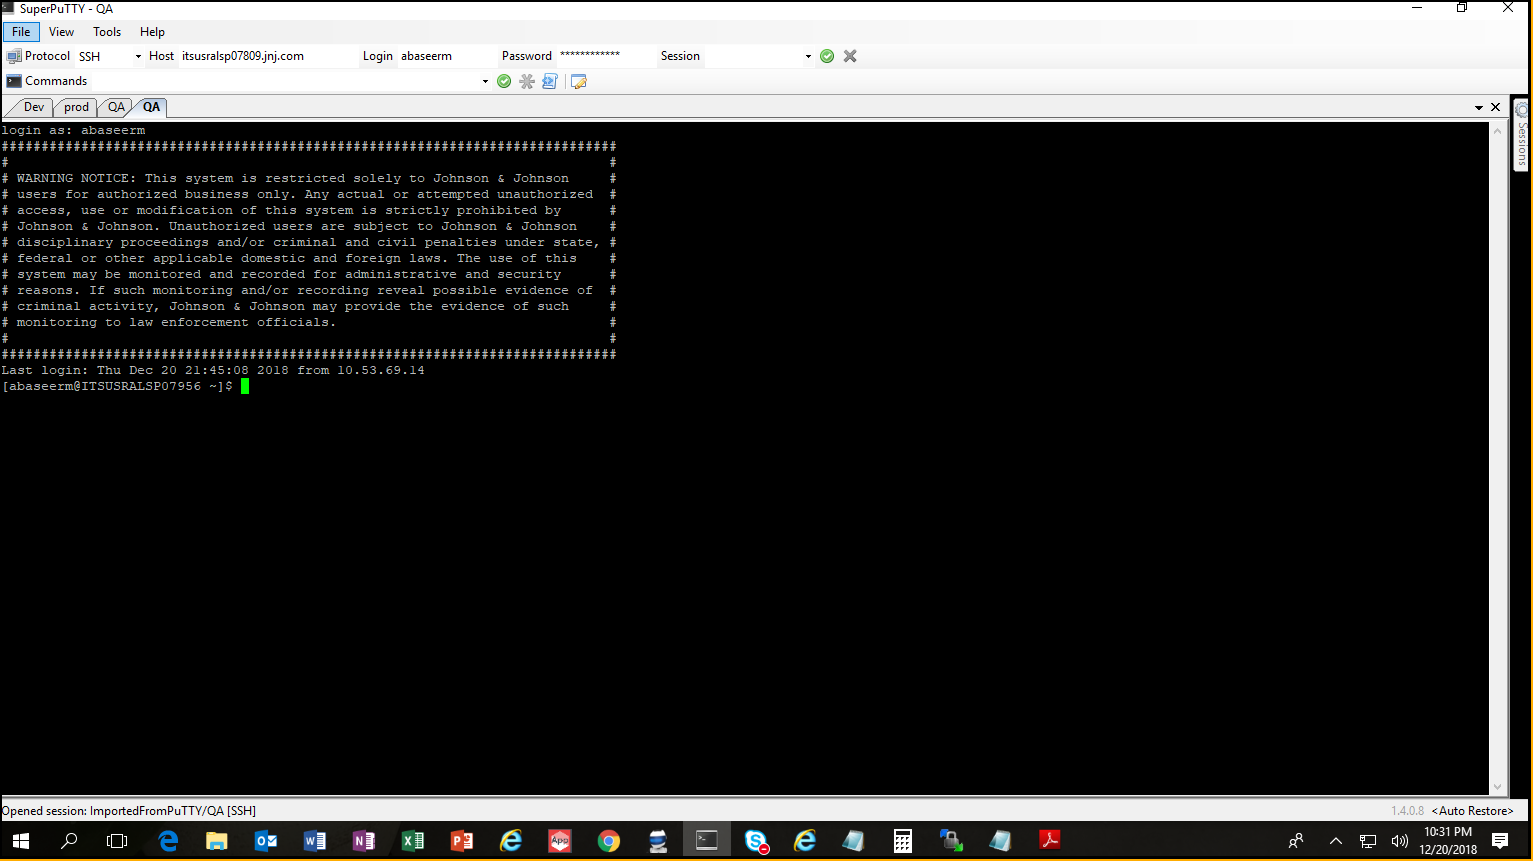 SuperPuTTY - QA
File View Tools Help
Protocol SSH Host itsusralsp07809.jnj.com Login abaseerm Password ************ Session
Commands
Dev prod QA QA
login as: abaseerm
#############################################################################
# #
# WARNING NOTICE: This system is restricted solely to Johnson & Johnson #
# users for authorized business only. Any actual or attempted unauthorized #
# access, use or modification of this system is strictly prohibited by #
# Johnson & Johnson. Unauthorized users are subject to Johnson & Johnson #
# disciplinary proceedings and/or criminal and civil penalties under state, #
# federal or other applicable domestic and foreign laws. The use of this #
# system may be monitored and recorded for administrative and security #
# reasons. If such monitoring and/or recording reveal possible evidence of #
# criminal activity, Johnson & Johnson may provide the evidence of such #
# monitoring to law enforcement officials. #
# #
#############################################################################
Last login: Thu Dec 20 21:45:08 2018 from 10.53.69.14
[abaseerm@ITSUSRALSP07956 ~]$
Sessions
Opened session: ImportedFromPuTTY/QA [SSH] 1.4.0.8 <Auto Restore>
App
10:31 PM
12/20/2018